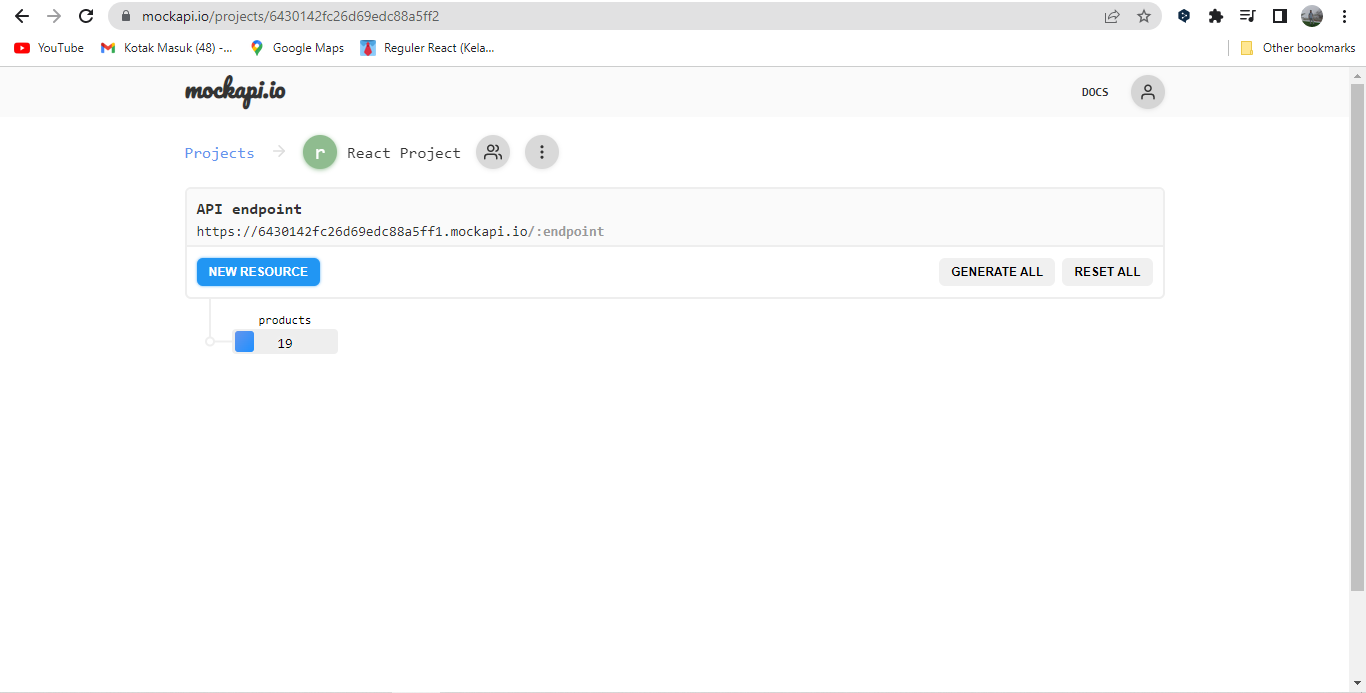 mockapi.io/projects/6430142fc26d69edc88a5ff2
YouTube
Kotak Masuk (48) -...
Google Maps
Reguler React (Kela...
Other bookmarks
mockapi.io
DOCS
Projects
r
React Project
API endpoint
https://6430142fc26d69edc88a5ff1.mockapi.io/:endpoint
NEW RESOURCE
GENERATE ALL
RESET ALL
products
19